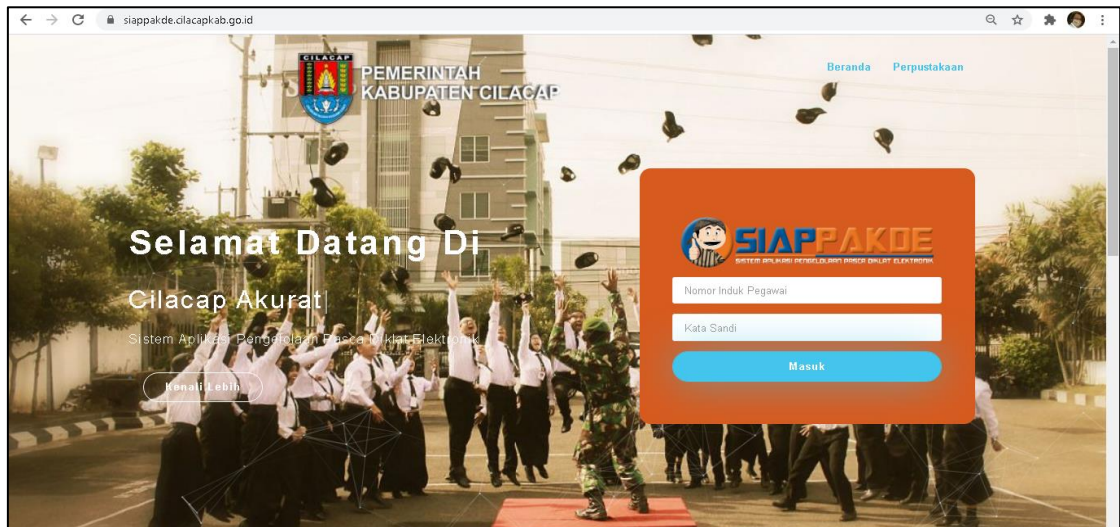 siappakde.cilacapkab.go.id
CILACAP
PEMERINTAH
KABUPATEN CILACAP
Beranda Perpustakaan
Selamat Datang Di
Cilacap Akurat|
Sistem Aplikasi Pengelolaan Pasca Diklat Elektronik
Kenali Lebih
SIAPPAKDE
SISTEM APLIKASI PENGELOLAAN PASCA DIKLAT ELEKTRONIK
Nomor Induk Pegawai
Kata Sandi
Masuk